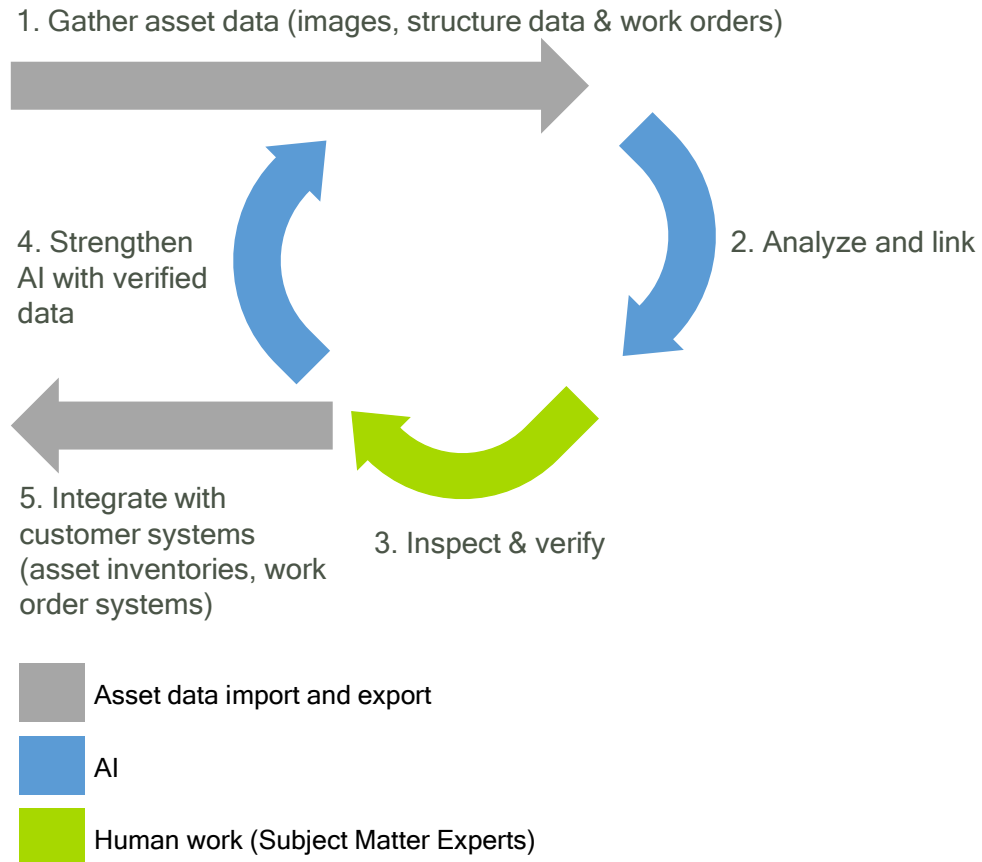 1. Gather asset data (images, structure data & work orders)
2. Analyze and link
4. Strengthen
AI with verified
data
3. Inspect & verify
5. Integrate with
customer systems
(asset inventories, work
order systems)
Asset data import and export
AI
Human work (Subject Matter Experts)